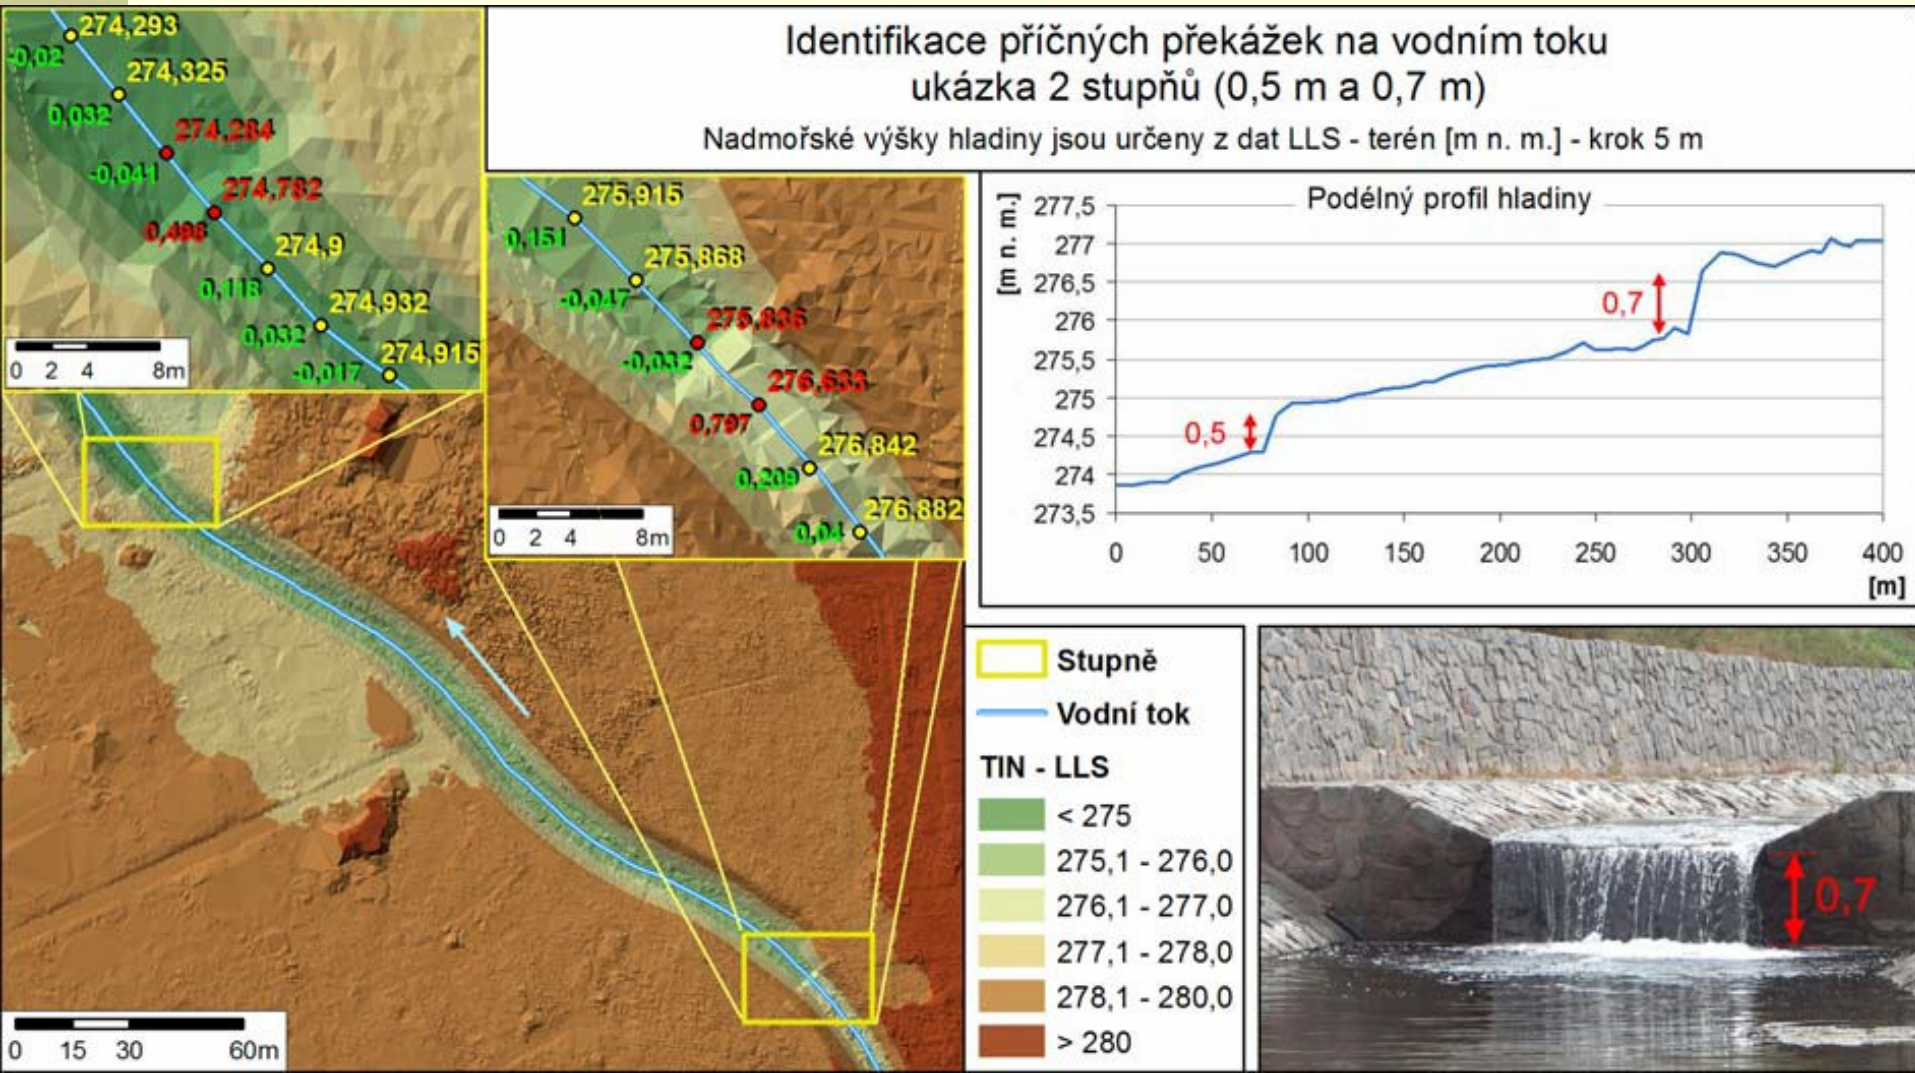 Identifikace příčných překážek na vodním toku
ukázka 2 stupňů (0,5 m a 0,7 m)
Nadmořské výšky hladiny jsou určeny z dat LLS - terén [m n. m.] - krok 5 m
274,293
-0,02
274,325
0,032
274,284
-0,041
274,782
0,498
274,9
0,118
274,932
0,032
274,915
-0,017
0 2 4 8m
275,915
0,151
275,868
-0,047
275,836
-0,032
276,633
0,797
276,842
0,209
276,882
0,04
0 2 4 8m
0 15 30 60m
Podélný profil hladiny
[m n. m.]
277,5
277
276,5
276
275,5
275
274,5
274
273,5
0,7
0,5
0 50 100 150 200 250 300 350 400
[m]
Stupně
Vodní tok
TIN - LLS
< 275
275,1 - 276,0
276,1 - 277,0
277,1 - 278,0
278,1 - 280,0
> 280
0,7